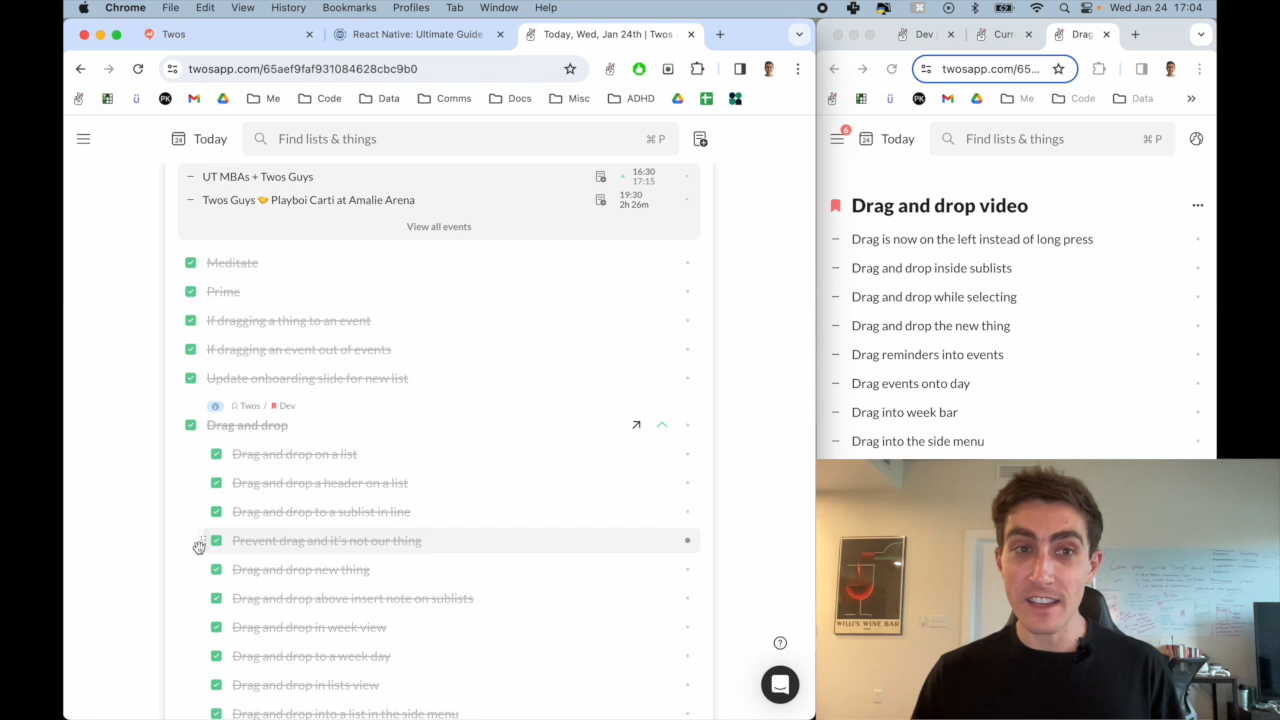 Chrome File Edit View History Bookmarks Profiles Tab Window Help Wed Jan 24th 17:04
Twos
React Native: Ultimate Guide
Today, Wed, Jan 24th | Twos
Dev
Curr
Drag
twosapp.com/65aef9faf931084623cbc9b0
twosapp.com/65...
PK
Me
Code
Data
Comms
Docs
Misc
ADHD
PK
Me
Code
Data
24
Today
Find lists & things
⌘ P
6
24
Today
Find lists & things
⌘ P
UT MBAs + Twos Guys
16:30
17:15
Twos Guys 🤝 Playboi Carti at Amalie Arena
19:30
2h 26m
View all events
Meditate
Prime
If dragging a thing to an event
If dragging an event out of events
Update onboarding slide for new list
Twos / Dev
Drag and drop
Drag and drop on a list
Drag and drop a header on a list
Drag and drop to a sublist in line
Prevent drag and it's not our thing
Drag and drop new thing
Drag and drop above insert note on sublists
Drag and drop in week view
Drag and drop to a week day
Drag and drop in lists view
Drag and drop into a list in the side menu
Drag and drop video
Drag is now on the left instead of long press
Drag and drop inside sublists
Drag and drop while selecting
Drag and drop the new thing
Drag reminders into events
Drag events onto day
Drag into week bar
Drag into the side menu
WILLI'S WINE BAR